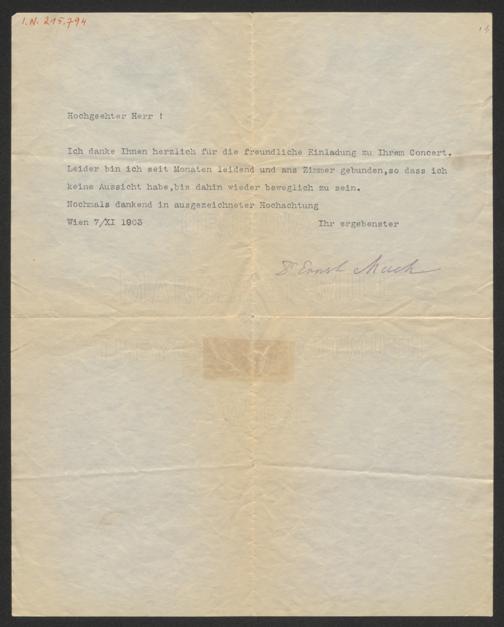 I.N. 215.794
Hochgeehter Herr !
Ich danke Ihnen herzlich für die freundliche Einladung zu Ihrem Concert.
Leider bin ich seit Monaten leidend und ans Zimmer gebunden,so dass ich
keine Aussicht habe,bis dahin wieder beweglich zu sein.
Nochmals dankend in ausgezeichneter Hochachtung
Wien 7/XI 1903 Ihr ergebenster
Dr Ernst Mach